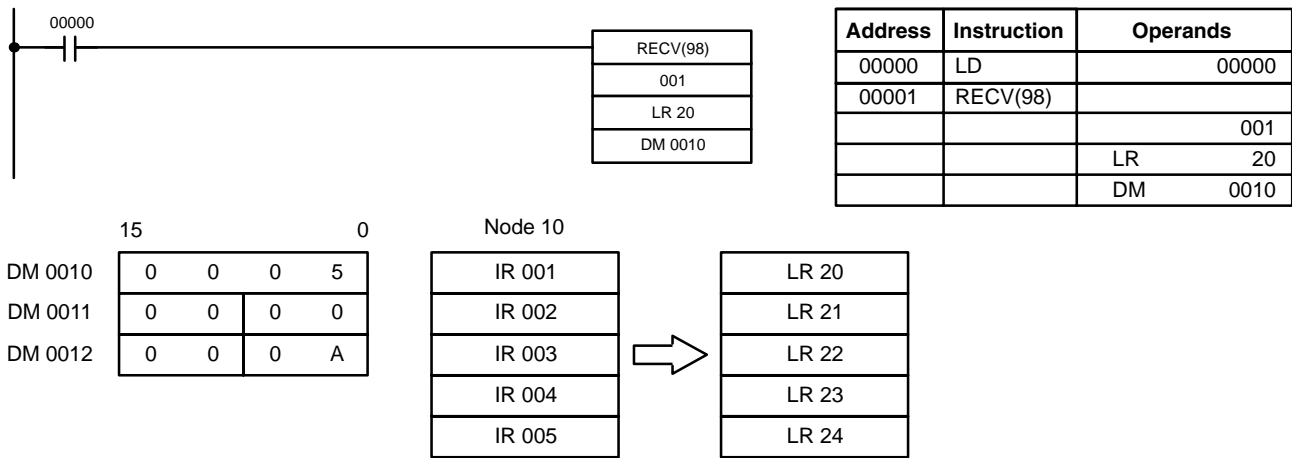 00000
RECV(98)
001
LR 20
DM 0010
Address Instruction Operands
00000 LD 00000
00001 RECV(98)
001
LR 20
DM 0010
15 0
DM 0010 0 0 0 5
DM 0011 0 0 0 0
DM 0012 0 0 0 A
Node 10
IR 001
IR 002
IR 003
IR 004
IR 005
LR 20
LR 21
LR 22
LR 23
LR 24